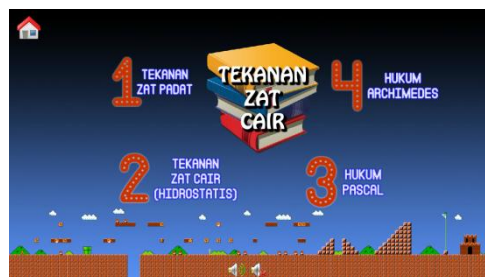 TEKANAN
ZAT
CAIR
1
TEKANAN
ZAT PADAT
2
TEKANAN
ZAT CAIR
(HIDROSTATIS)
3
HUKUM
PASCAL
4
HUKUM
ARCHIMEDES